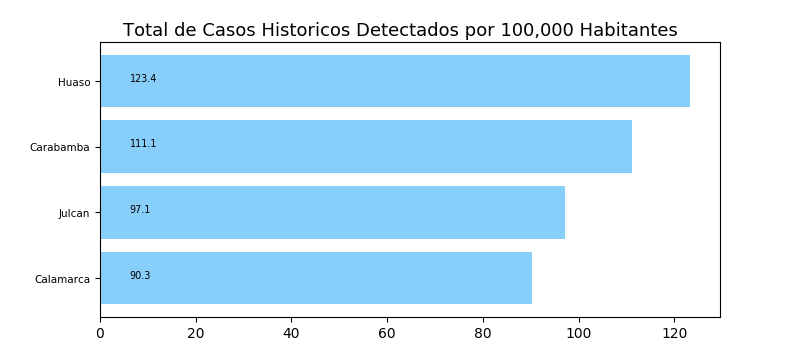 Total de Casos Historicos Detectados por 100,000 Habitantes
Huaso 123.4
Carabamba 111.1
Julcan 97.1
Calamarca 90.3
0 20 40 60 80 100 120